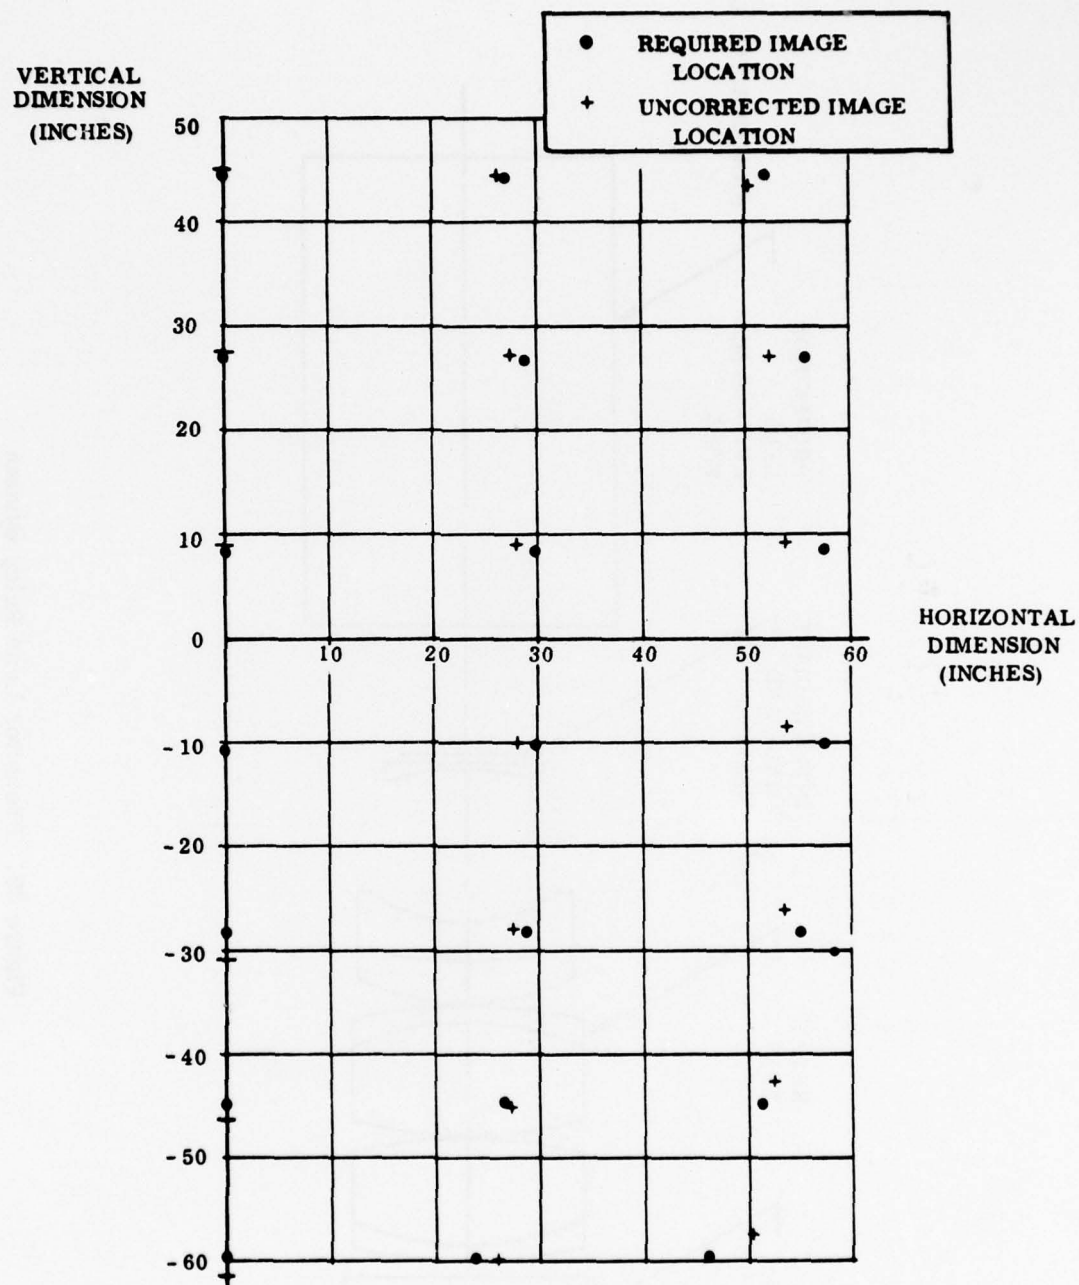 ● REQUIRED IMAGE
LOCATION
+ UNCORRECTED IMAGE
LOCATION
VERTICAL
DIMENSION
(INCHES)
50
40
30
20
10
0
10 20 30 40 50 60
HORIZONTAL
DIMENSION
(INCHES)
-10
-20
-30
-40
-50
-60